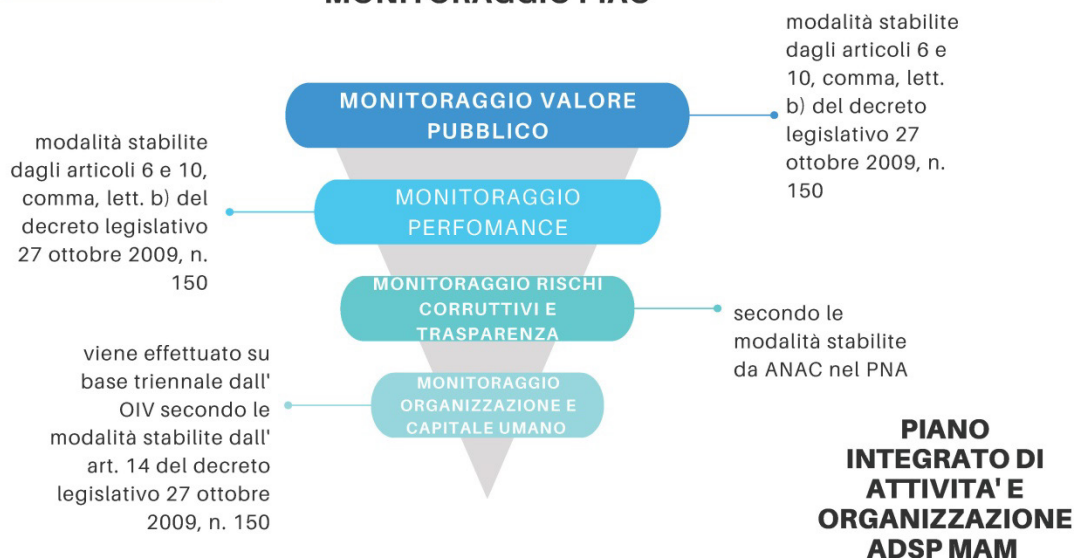 MONITORAGGIO PIAO
modalità stabilite
dagli articoli 6 e
10, comma, lett.
b) del decreto
legislativo 27
ottobre 2009, n.
150
MONITORAGGIO VALORE
PUBBLICO
modalità stabilite
dagli articoli 6 e 10,
comma, lett. b) del
decreto legislativo
27 ottobre 2009, n.
150
MONITORAGGIO
PERFOMANCE
MONITORAGGIO RISCHI
CORRUTTIVI E
TRASPARENZA
secondo le
modalità stabilite
da ANAC nel PNA
viene effettuato su
base triennale dall'
OIV secondo le
modalità stabilite dall'
art. 14 del decreto
legislativo 27 ottobre
2009, n. 150
MONITORAGGIO
ORGANIZZAZIONE E
CAPITALE UMANO
PIANO
INTEGRATO DI
ATTIVITA' E
ORGANIZZAZIONE
ADSP MAM